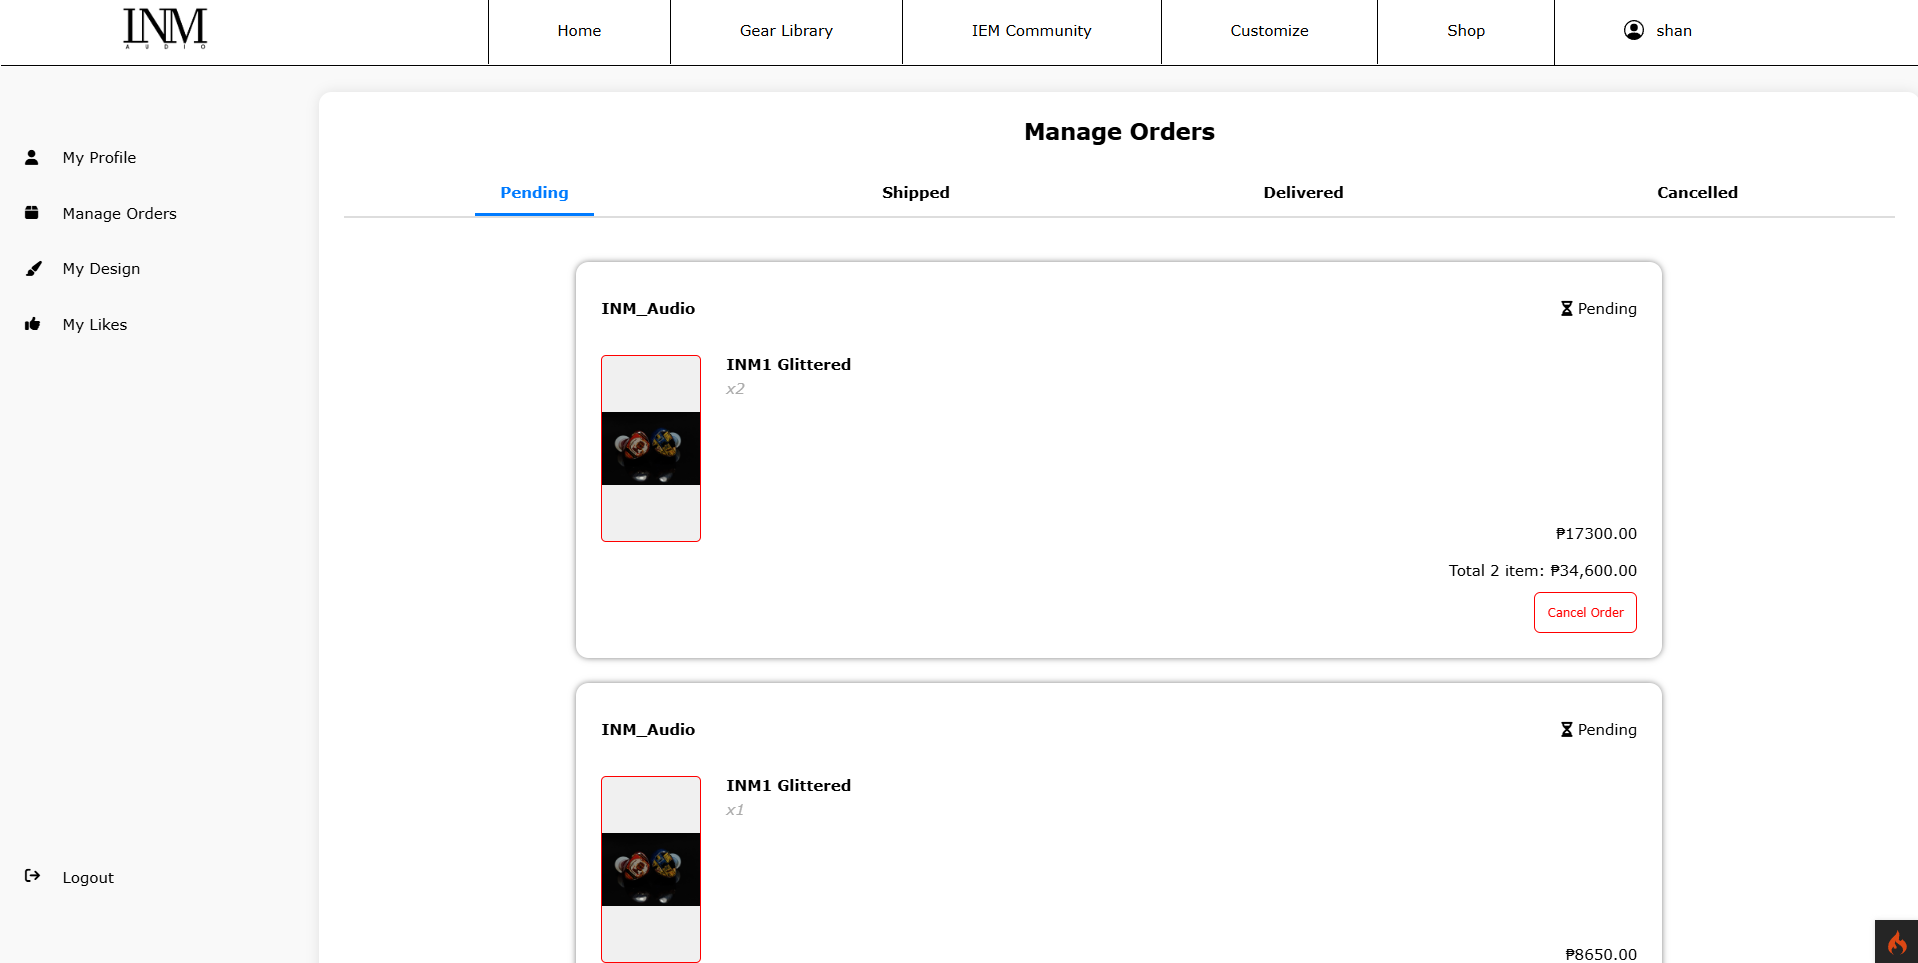 INM
AUDIO
Home
Gear Library
IEM Community
Customize
Shop
shan
My Profile
Manage Orders
My Design
My Likes
Logout
Manage Orders
Pending
Shipped
Delivered
Cancelled
INM_Audio
Pending
INM1 Glittered
x2
₱17300.00
Total 2 item: ₱34,600.00
Cancel Order
INM_Audio
Pending
INM1 Glittered
x1
₱8650.00